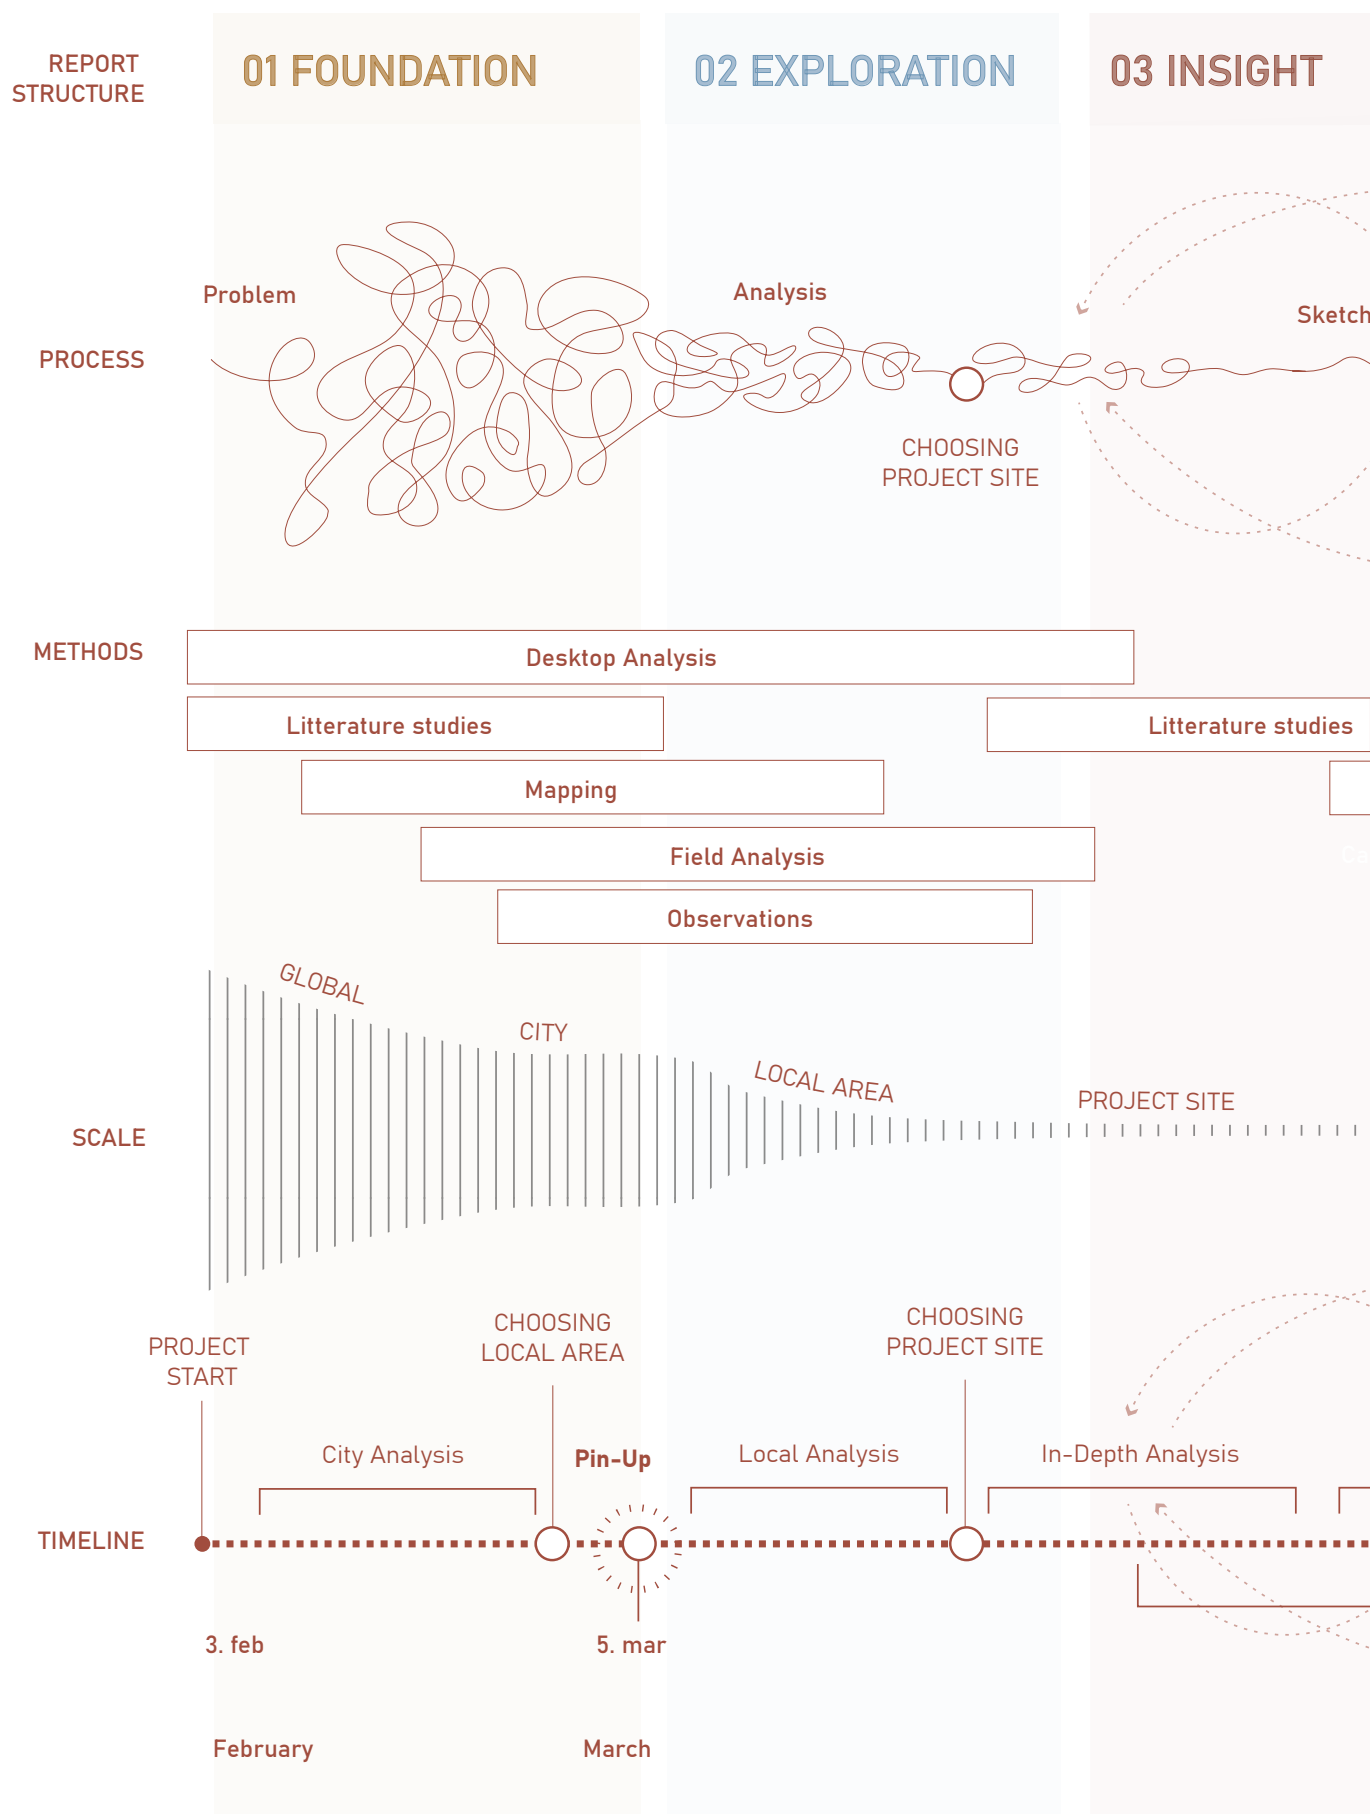 REPORT
STRUCTURE
01 FOUNDATION
02 EXPLORATION
03 INSIGHT
Problem
Analysis
Sketch
PROCESS
CHOOSING
PROJECT SITE
METHODS
Desktop Analysis
Litterature studies
Litterature studies
Mapping
Field Analysis
Ca
Observations
GLOBAL
CITY
LOCAL AREA
PROJECT SITE
SCALE
PROJECT
START
CHOOSING
LOCAL AREA
CHOOSING
PROJECT SITE
City Analysis
Pin-Up
Local Analysis
In-Depth Analysis
TIMELINE
3. feb
5. mar
February
March